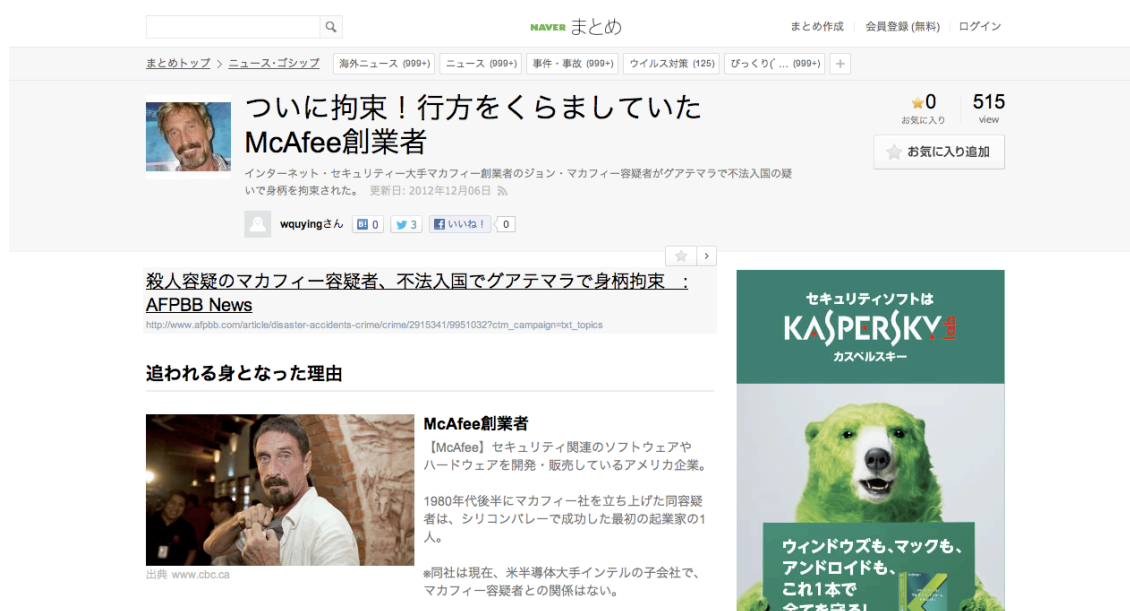 NAVER まとめ
まとめ作成
会員登録 (無料)
ログイン
まとめトップ > ニュース・ゴシップ
海外ニュース (999+)
ニュース (999+)
事件・事故 (999+)
ウイルス対策 (125)
びっくり(ﾟ... (999+)
+
ついに拘束！行方をくらましていた
McAfee創業者
インターネット・セキュリティー大手マカフィー創業者のジョン・マカフィー容疑者がグアテマラで不法入国の疑
いで身柄を拘束された。 更新日: 2012年12月06日
wquyingさん
B! 0
3
いいね！
0
0
お気に入り
515
view
お気に入り追加
殺人容疑のマカフィー容疑者、不法入国でグアテマラで身柄拘束　:
AFPBB News
http://www.afpbb.com/article/disaster-accidents-crime/crime/2915341/9951032?ctm_campaign=txt_topics
追われる身となった理由
McAfee創業者
【McAfee】セキュリティ関連のソフトウェアや
ハードウェアを開発・販売しているアメリカ企業。
1980年代後半にマカフィー社を立ち上げた同容疑
者は、シリコンバレーで成功した最初の起業家の1
人。
※同社は現在、米半導体大手インテルの子会社で、
マカフィー容疑者との関係はない。
出典 www.cbc.ca
セキュリティソフトは
KASPERSKY lab
カスペルスキー
ウィンドウズも、マックも、
アンドロイドも、
これ1本で
全てを守る!